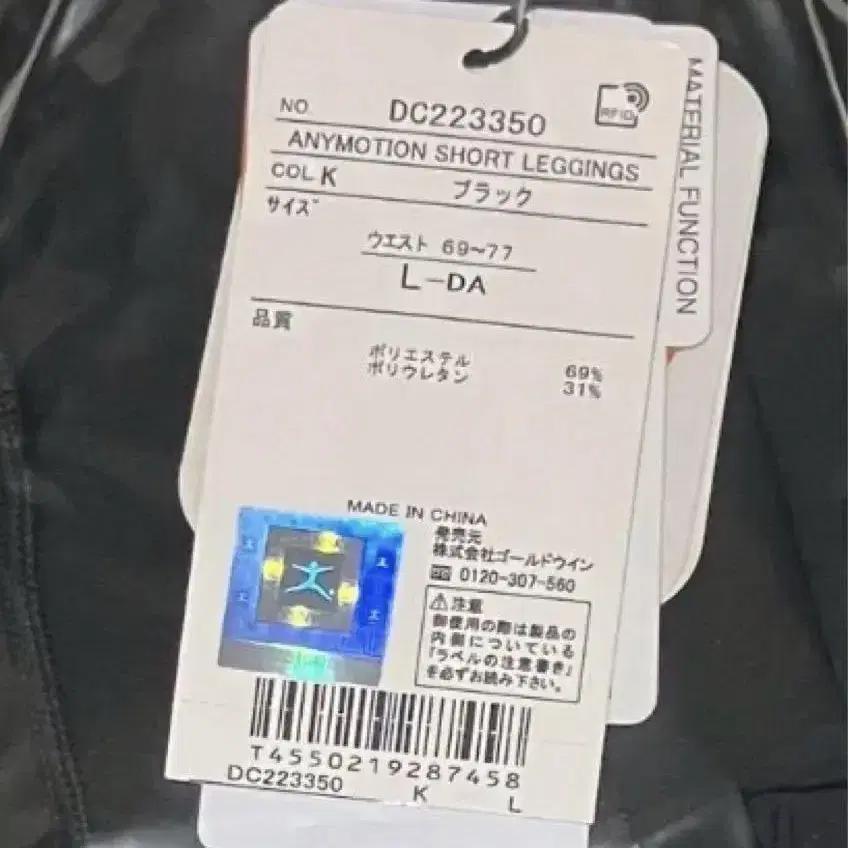 NO. DC223350 RFID
ANYMOTION SHORT LEGGINGS
COL K ブラック
サイズ
ウエスト 69〜77
L-DA
品質
ポリエステル 69%
ポリウレタン 31%
MADE IN CHINA
発売元
株式会社ゴールドウイン
0120-307-560
⚠注意
御使用の際は製品の
内側についている
「ラベルの注意書き」
を必ずお読み下さい。
T4550219287458
DC223350 K L
MATERIAL FUNCTION